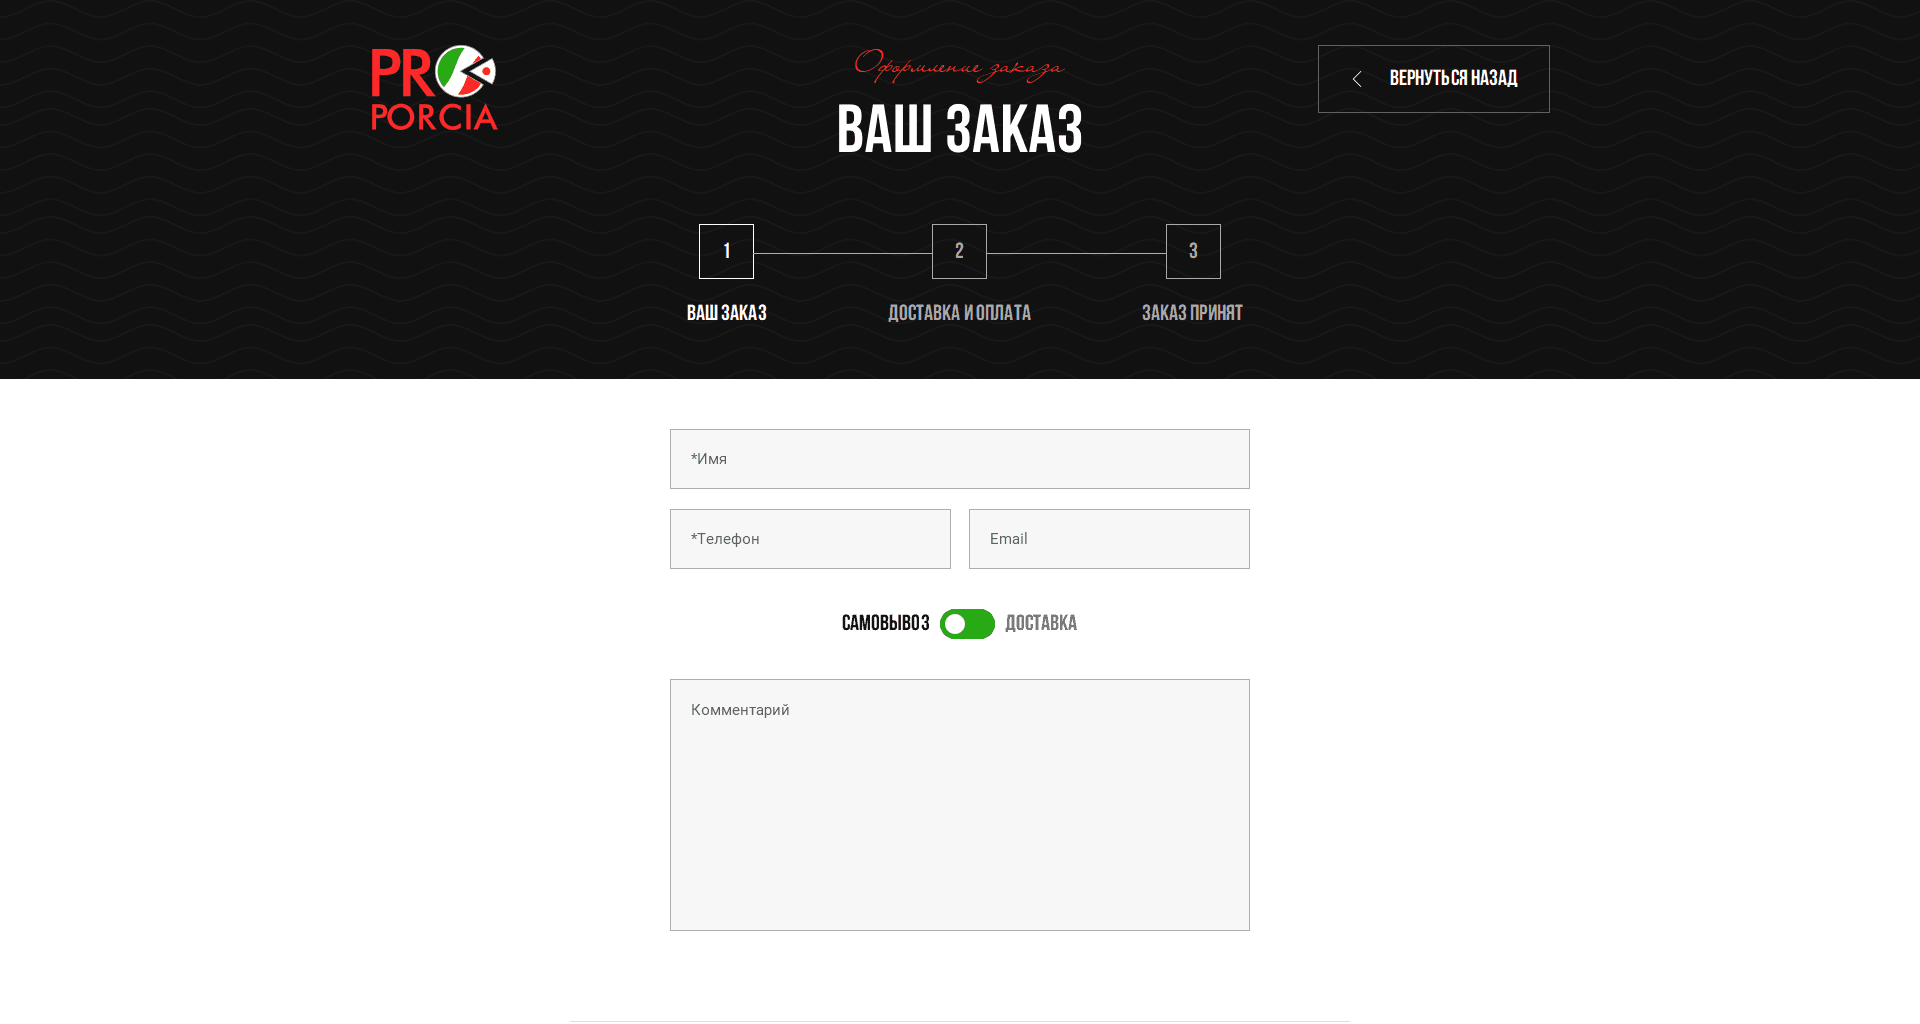 PRO
PORCIA
Оформление заказа
ВАШ ЗАКАЗ
ВЕРНУТЬСЯ НАЗАД
1
2
3
ВАШ ЗАКАЗ
ДОСТАВКА И ОПЛАТА
ЗАКАЗ ПРИНЯТ
*Имя
*Телефон
Email
САМОВЫВОЗ
ДОСТАВКА
Комментарий